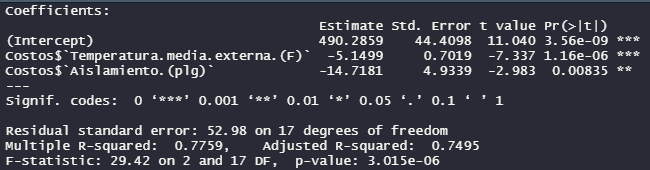 Coefficients:
Estimate Std. Error t value Pr(>|t|)
(Intercept) 490.2859 44.4098 11.040 3.56e-09 ***
Costos$`Temperatura.media.externa.(F)` -5.1499 0.7019 -7.337 1.16e-06 ***
Costos$`Aislamiento.(plg)` -14.7181 4.9339 -2.983 0.00835 **
---
Signif. codes: 0 ‘***’ 0.001 ‘**’ 0.01 ‘*’ 0.05 ‘.’ 0.1 ‘ ’ 1
Residual standard error: 52.98 on 17 degrees of freedom
Multiple R-squared: 0.7759, Adjusted R-squared: 0.7495
F-statistic: 29.42 on 2 and 17 DF, p-value: 3.015e-06